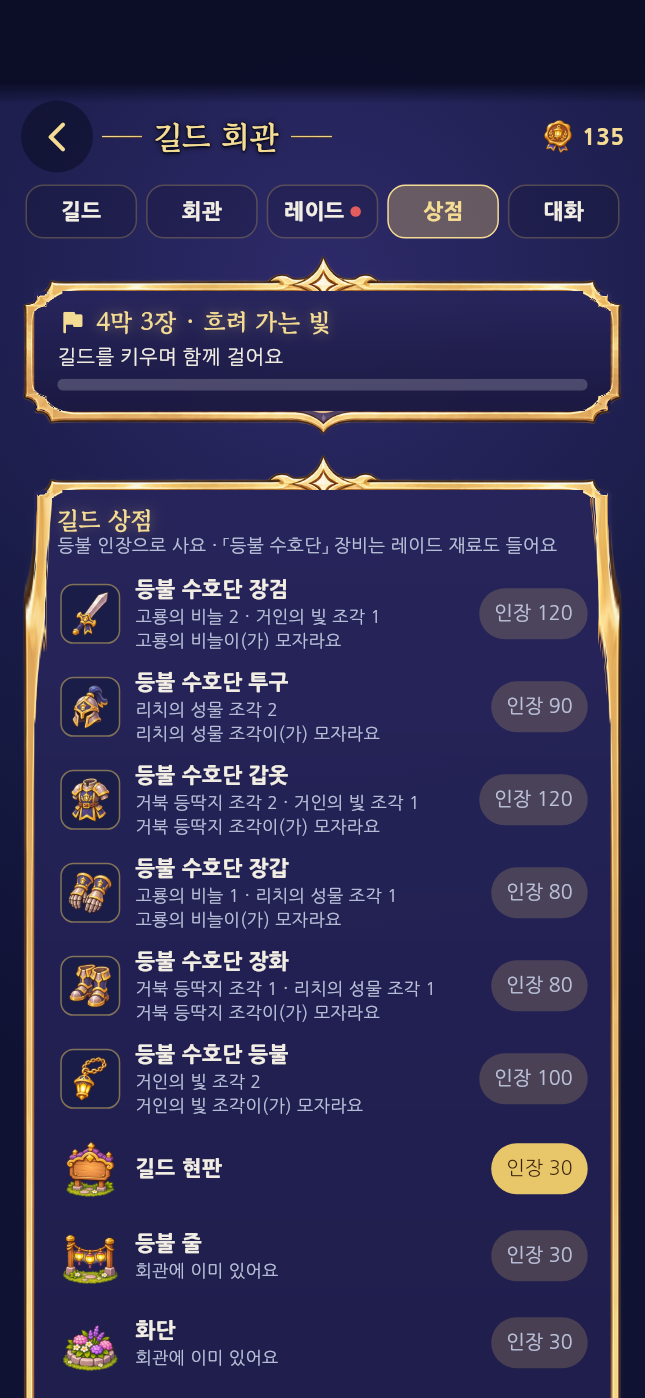 길드 회관
135
길드
회관
레이드
상점
대화
4막 3장 · 흐려 가는 빛
길드를 키우며 함께 걸어요
길드 상점
등불 인장으로 사요 · 「등불 수호단」 장비는 레이드 재료도 들어요
등불 수호단 장검
고룡의 비늘 2 · 거인의 빛 조각 1
고룡의 비늘이(가) 모자라요
인장 120
등불 수호단 투구
리치의 성물 조각 2
리치의 성물 조각이(가) 모자라요
인장 90
등불 수호단 갑옷
거북 등딱지 조각 2 · 거인의 빛 조각 1
거북 등딱지 조각이(가) 모자라요
인장 120
등불 수호단 장갑
고룡의 비늘 1 · 리치의 성물 조각 1
고룡의 비늘이(가) 모자라요
인장 80
등불 수호단 장화
거북 등딱지 조각 1 · 리치의 성물 조각 1
거북 등딱지 조각이(가) 모자라요
인장 80
등불 수호단 등불
거인의 빛 조각 2
거인의 빛 조각이(가) 모자라요
인장 100
길드 현판
인장 30
등불 줄
회관에 이미 있어요
인장 30
화단
회관에 이미 있어요
인장 30